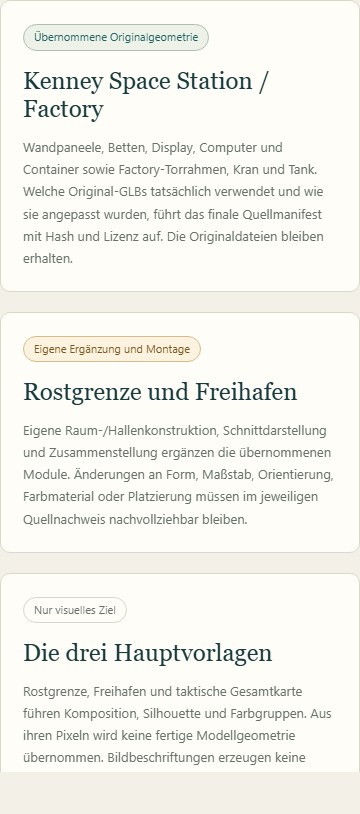 Übernommene Originalgeometrie
Kenney Space Station /
Factory
Wandpaneele, Betten, Display, Computer und
Container sowie Factory-Torrahmen, Kran und Tank.
Welche Original-GLBs tatsächlich verwendet und wie
sie angepasst wurden, führt das finale Quellmanifest
mit Hash und Lizenz auf. Die Originaldateien bleiben
erhalten.
Eigene Ergänzung und Montage
Rostgrenze und Freihafen
Eigene Raum-/Hallenkonstruktion, Schnittdarstellung
und Zusammenstellung ergänzen die übernommenen
Module. Änderungen an Form, Maßstab, Orientierung,
Farbmaterial oder Platzierung müssen im jeweiligen
Quellnachweis nachvollziehbar bleiben.
Nur visuelles Ziel
Die drei Hauptvorlagen
Rostgrenze, Freihafen und taktische Gesamtkarte
führen Komposition, Silhouette und Farbgruppen. Aus
ihren Pixeln wird keine fertige Modellgeometrie
übernommen. Bildbeschriftungen erzeugen keine